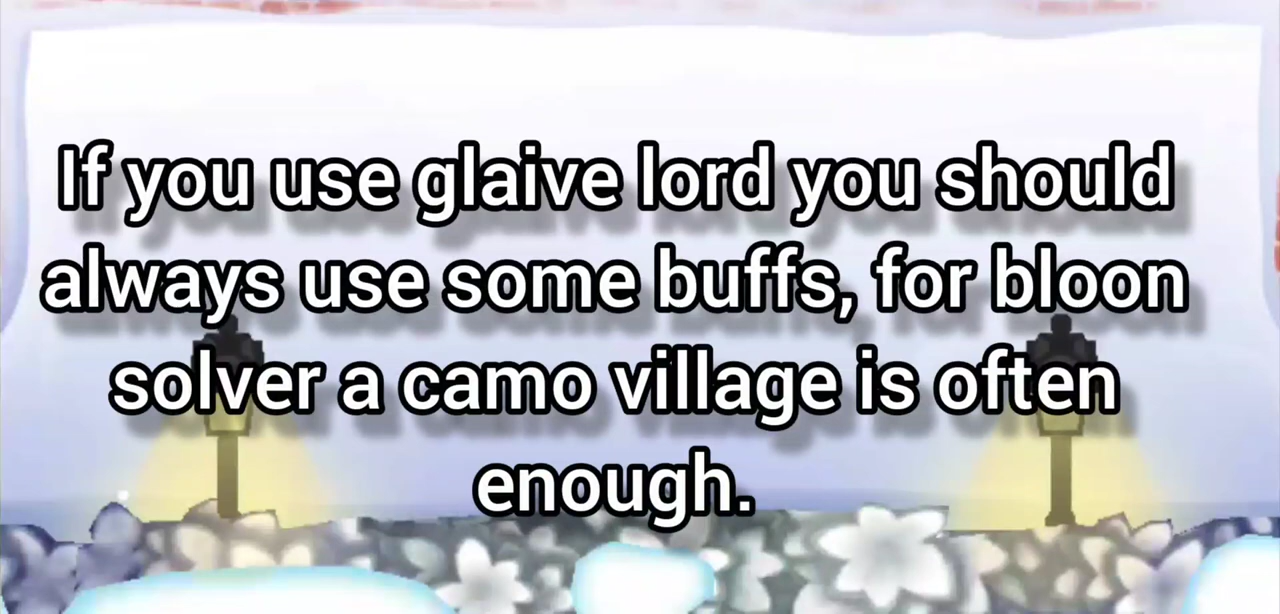 If you use glaive lord you should
always use some buffs, for bloon
solver a camo village is often
enough.